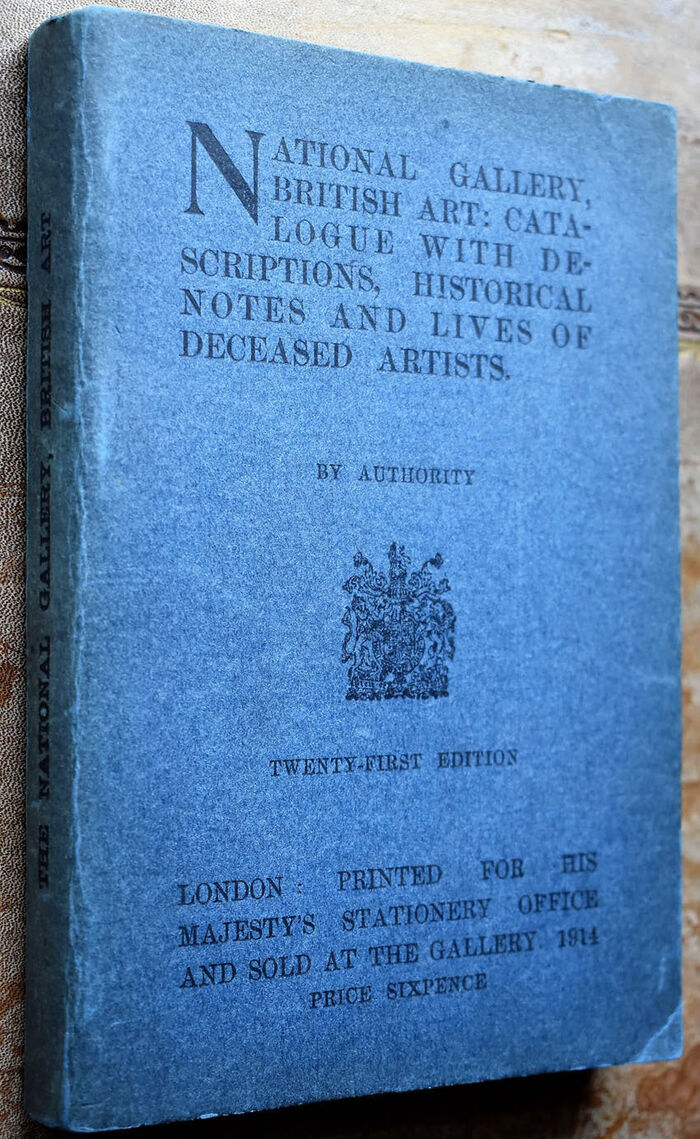 NATIONAL GALLERY,
BRITISH ART: CATA-
LOGUE WITH DE-
SCRIPTIONS, HISTORICAL
NOTES AND LIVES OF
DECEASED ARTISTS.
BY AUTHORITY
TWENTY-FIRST EDITION
LONDON : PRINTED FOR HIS
MAJESTY'S STATIONERY OFFICE
AND SOLD AT THE GALLERY. 1914
PRICE SIXPENCE
THE NATIONAL GALLERY, BRITISH ART